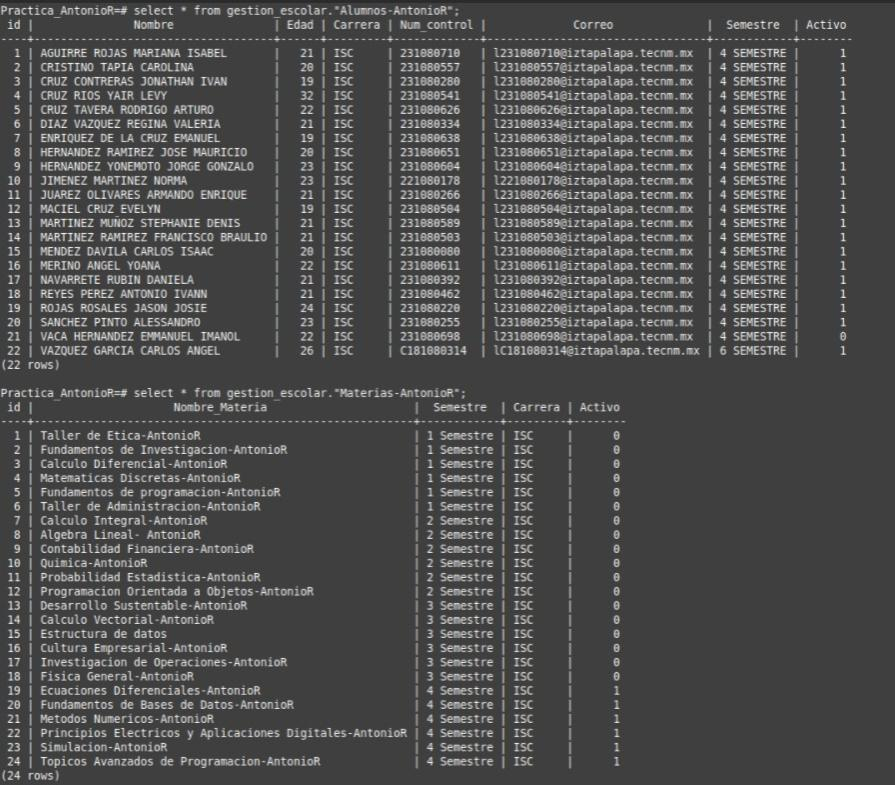 Practica_AntonioR=# select * from gestion_escolar."Alumnos-AntonioR";
id | Nombre | Edad | Carrera | Num_control | Correo | Semestre | Activo
----+------------------------------------+------+---------+-------------+----------------------------------+------------+--------
1 | AGUIRRE ROJAS MARIANA ISABEL | 21 | ISC | 231080710 | l231080710@iztapalapa.tecnm.mx | 4 SEMESTRE | 1
2 | CRISTINO TAPIA CAROLINA | 20 | ISC | 231080557 | l231080557@iztapalapa.tecnm.mx | 4 SEMESTRE | 1
3 | CRUZ CONTRERAS JONATHAN IVAN | 19 | ISC | 231080280 | l231080280@iztapalapa.tecnm.mx | 4 SEMESTRE | 1
4 | CRUZ RIOS YAIR LEVY | 32 | ISC | 231080541 | l231080541@iztapalapa.tecnm.mx | 4 SEMESTRE | 1
5 | CRUZ TAVERA RODRIGO ARTURO | 22 | ISC | 231080626 | l231080626@iztapalapa.tecnm.mx | 4 SEMESTRE | 1
6 | DIAZ VAZQUEZ REGINA VALERIA | 21 | ISC | 231080334 | l231080334@iztapalapa.tecnm.mx | 4 SEMESTRE | 1
7 | ENRIQUEZ DE LA CRUZ EMANUEL | 19 | ISC | 231080638 | l231080638@iztapalapa.tecnm.mx | 4 SEMESTRE | 1
8 | HERNANDEZ RAMIREZ JOSE MAURICIO | 20 | ISC | 231080651 | l231080651@iztapalapa.tecnm.mx | 4 SEMESTRE | 1
9 | HERNANDEZ YONEMOTO JORGE GONZALO | 23 | ISC | 231080604 | l231080604@iztapalapa.tecnm.mx | 4 SEMESTRE | 1
10 | JIMENEZ MARTINEZ NORMA | 23 | ISC | 221080178 | l221080178@iztapalapa.tecnm.mx | 4 SEMESTRE | 1
11 | JUAREZ OLIVARES ARMANDO ENRIQUE | 21 | ISC | 231080266 | l231080266@iztapalapa.tecnm.mx | 4 SEMESTRE | 1
12 | MACIEL CRUZ EVELYN | 19 | ISC | 231080504 | l231080504@iztapalapa.tecnm.mx | 4 SEMESTRE | 1
13 | MARTINEZ MUÑOZ STEPHANIE DENIS | 21 | ISC | 231080589 | l231080589@iztapalapa.tecnm.mx | 4 SEMESTRE | 1
14 | MARTINEZ RAMIREZ FRANCISCO BRAULIO | 21 | ISC | 231080503 | l231080503@iztapalapa.tecnm.mx | 4 SEMESTRE | 1
15 | MENDEZ DAVILA CARLOS ISAAC | 20 | ISC | 231080080 | l231080080@iztapalapa.tecnm.mx | 4 SEMESTRE | 1
16 | MERINO ANGEL YOANA | 22 | ISC | 231080611 | l231080611@iztapalapa.tecnm.mx | 4 SEMESTRE | 1
17 | NAVARRETE RUBIN DANIELA | 21 | ISC | 231080392 | l231080392@iztapalapa.tecnm.mx | 4 SEMESTRE | 1
18 | REYES PEREZ ANTONIO IVANN | 21 | ISC | 231080462 | l231080462@iztapalapa.tecnm.mx | 4 SEMESTRE | 1
19 | ROJAS ROSALES JASON JOSIE | 24 | ISC | 231080220 | l231080220@iztapalapa.tecnm.mx | 4 SEMESTRE | 1
20 | SANCHEZ PINTO ALESSANDRO | 23 | ISC | 231080255 | l231080255@iztapalapa.tecnm.mx | 4 SEMESTRE | 1
21 | VACA HERNANDEZ EMMANUEL IMANOL | 22 | ISC | 231080698 | l231080698@iztapalapa.tecnm.mx | 4 SEMESTRE | 0
22 | VAZQUEZ GARCIA CARLOS ANGEL | 26 | ISC | C181080314 | lC181080314@iztapalapa.tecnm.mx | 6 SEMESTRE | 1
(22 rows)
Practica_AntonioR=# select * from gestion_escolar."Materias-AntonioR";
id | Nombre_Materia | Semestre | Carrera | Activo
----+---------------------------------------------------------+------------+---------+--------
1 | Taller de Etica-AntonioR | 1 Semestre | ISC | 0
2 | Fundamentos de Investigacion-AntonioR | 1 Semestre | ISC | 0
3 | Calculo Diferencial-AntonioR | 1 Semestre | ISC | 0
4 | Matematicas Discretas-AntonioR | 1 Semestre | ISC | 0
5 | Fundamentos de programacion-AntonioR | 1 Semestre | ISC | 0
6 | Taller de Administracion-AntonioR | 1 Semestre | ISC | 0
7 | Calculo Integral-AntonioR | 2 Semestre | ISC | 0
8 | Algebra Lineal- AntonioR | 2 Semestre | ISC | 0
9 | Contabilidad Financiera-AntonioR | 2 Semestre | ISC | 0
10 | Quimica-AntonioR | 2 Semestre | ISC | 0
11 | Probabilidad Estadistica-AntonioR | 2 Semestre | ISC | 0
12 | Programacion Orientada a Objetos-AntonioR | 2 Semestre | ISC | 0
13 | Desarrollo Sustentable-AntonioR | 3 Semestre | ISC | 0
14 | Calculo Vectorial-AntonioR | 3 Semestre | ISC | 0
15 | Estructura de datos | 3 Semestre | ISC | 0
16 | Cultura Empresarial-AntonioR | 3 Semestre | ISC | 0
17 | Investigacion de Operaciones-AntonioR | 3 Semestre | ISC | 0
18 | Fisica General-AntonioR | 3 Semestre | ISC | 0
19 | Ecuaciones Diferenciales-AntonioR | 4 Semestre | ISC | 1
20 | Fundamentos de Bases de Datos-AntonioR | 4 Semestre | ISC | 1
21 | Metodos Numericos-AntonioR | 4 Semestre | ISC | 1
22 | Principios Electricos y Aplicaciones Digitales-AntonioR | 4 Semestre | ISC | 1
23 | Simulacion-AntonioR | 4 Semestre | ISC | 1
24 | Topicos Avanzados de Programacion-AntonioR | 4 Semestre | ISC | 1
(24 rows)